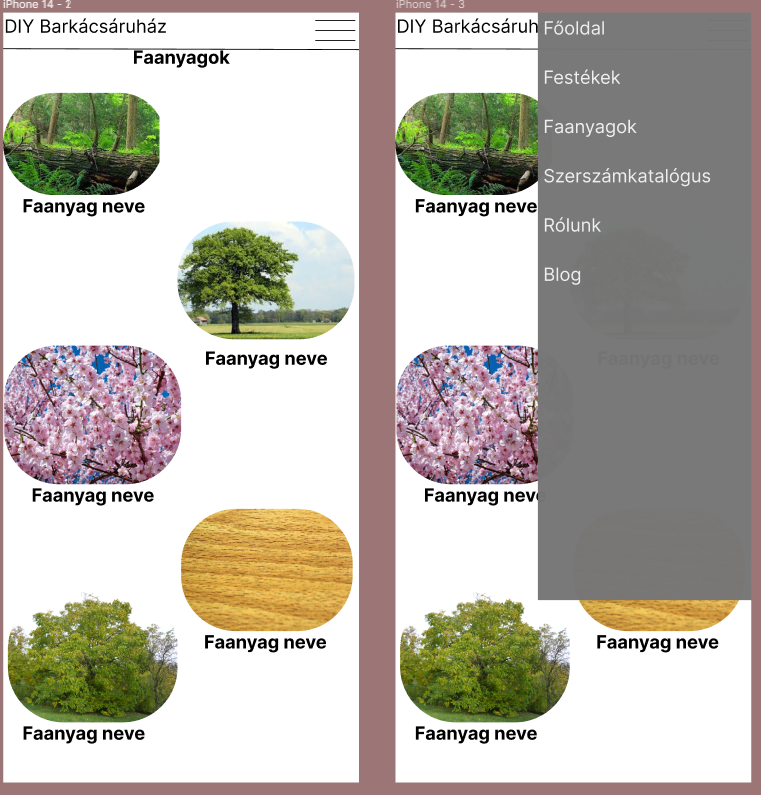 iPhone 14 - 2
DIY Barkácsáruház
Faanyagok
Faanyag neve
Faanyag neve
Faanyag neve
Faanyag neve
Faanyag neve
iPhone 14 - 3
DIY Barkácsáruh
Főoldal
Festékek
Faanyagok
Szerszámkatalógus
Rólunk
Blog
Faanyag neve
Faanyag neve
Faanyag neve
Faanyag neve
Faanyag neve